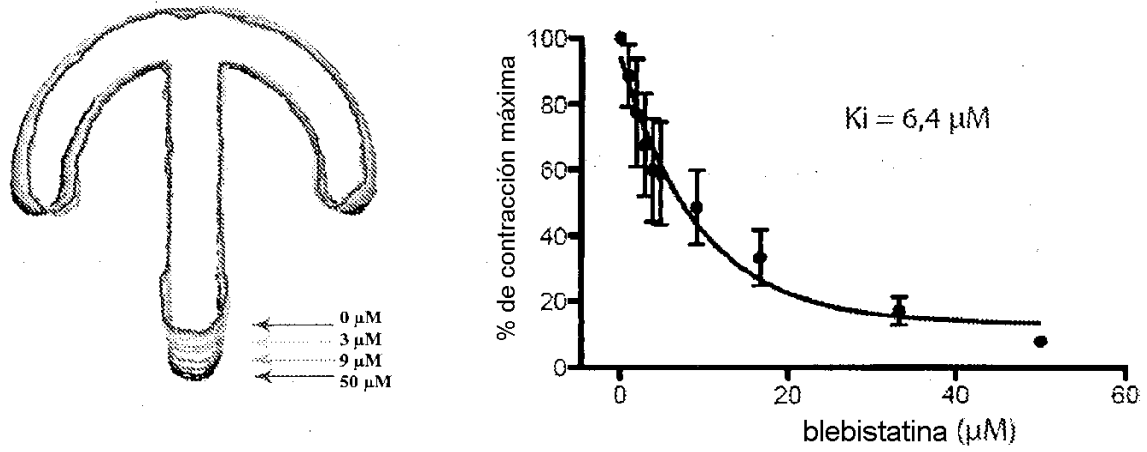 0 µM
3 µM
9 µM
50 µM
% de contracción máxima
100
80
60
40
20
0
Ki = 6,4 µM
0
20
40
60
blebistatina (µM)